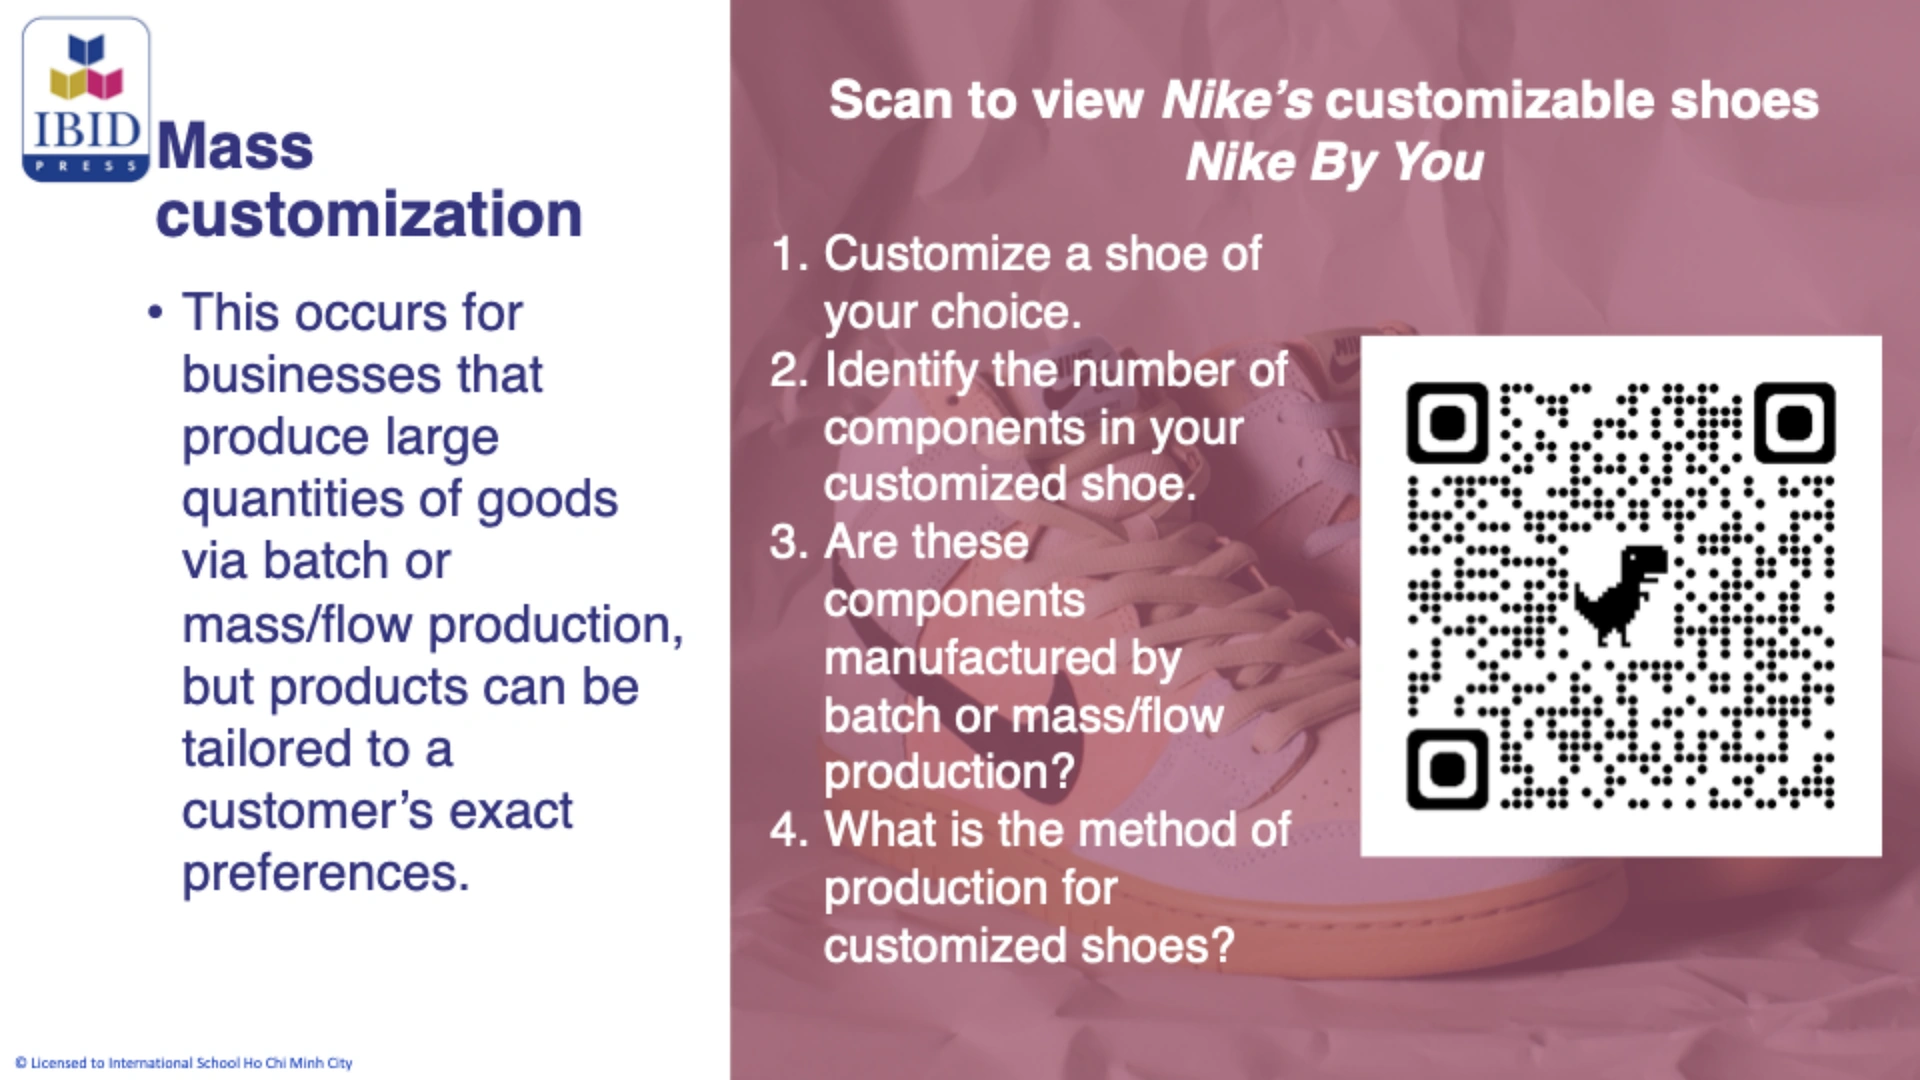 IBID
PRESS
Mass
customization
• This occurs for
businesses that
produce large
quantities of goods
via batch or
mass/flow production,
but products can be
tailored to a
customer’s exact
preferences.
Scan to view Nike’s customizable shoes
Nike By You
1. Customize a shoe of
your choice.
2. Identify the number of
components in your
customized shoe.
3. Are these
components
manufactured by
batch or mass/flow
production?
4. What is the method of
production for
customized shoes?
© Licensed to International School Ho Chi Minh City